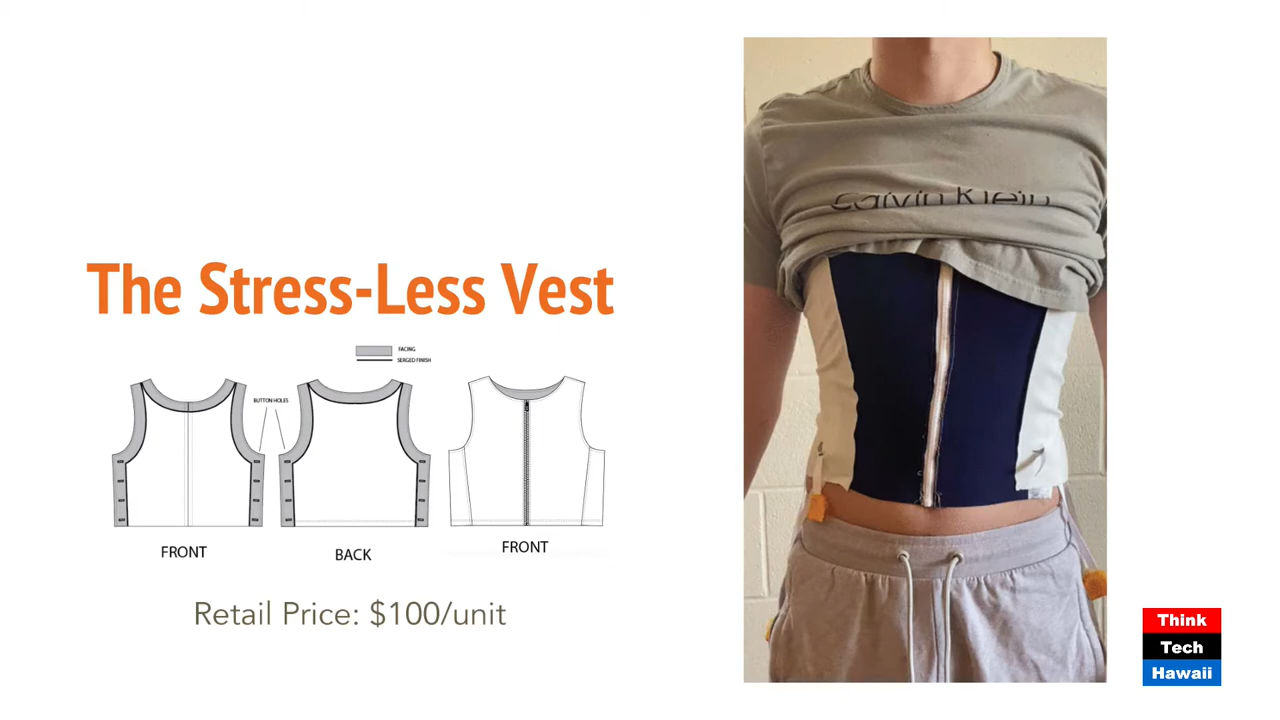 The Stress-Less Vest
FACING
SERGED FINISH
BUTTON HOLES
FRONT
BACK
FRONT
Retail Price: $100/unit
Calvin Klein
Think
Tech
Hawaii